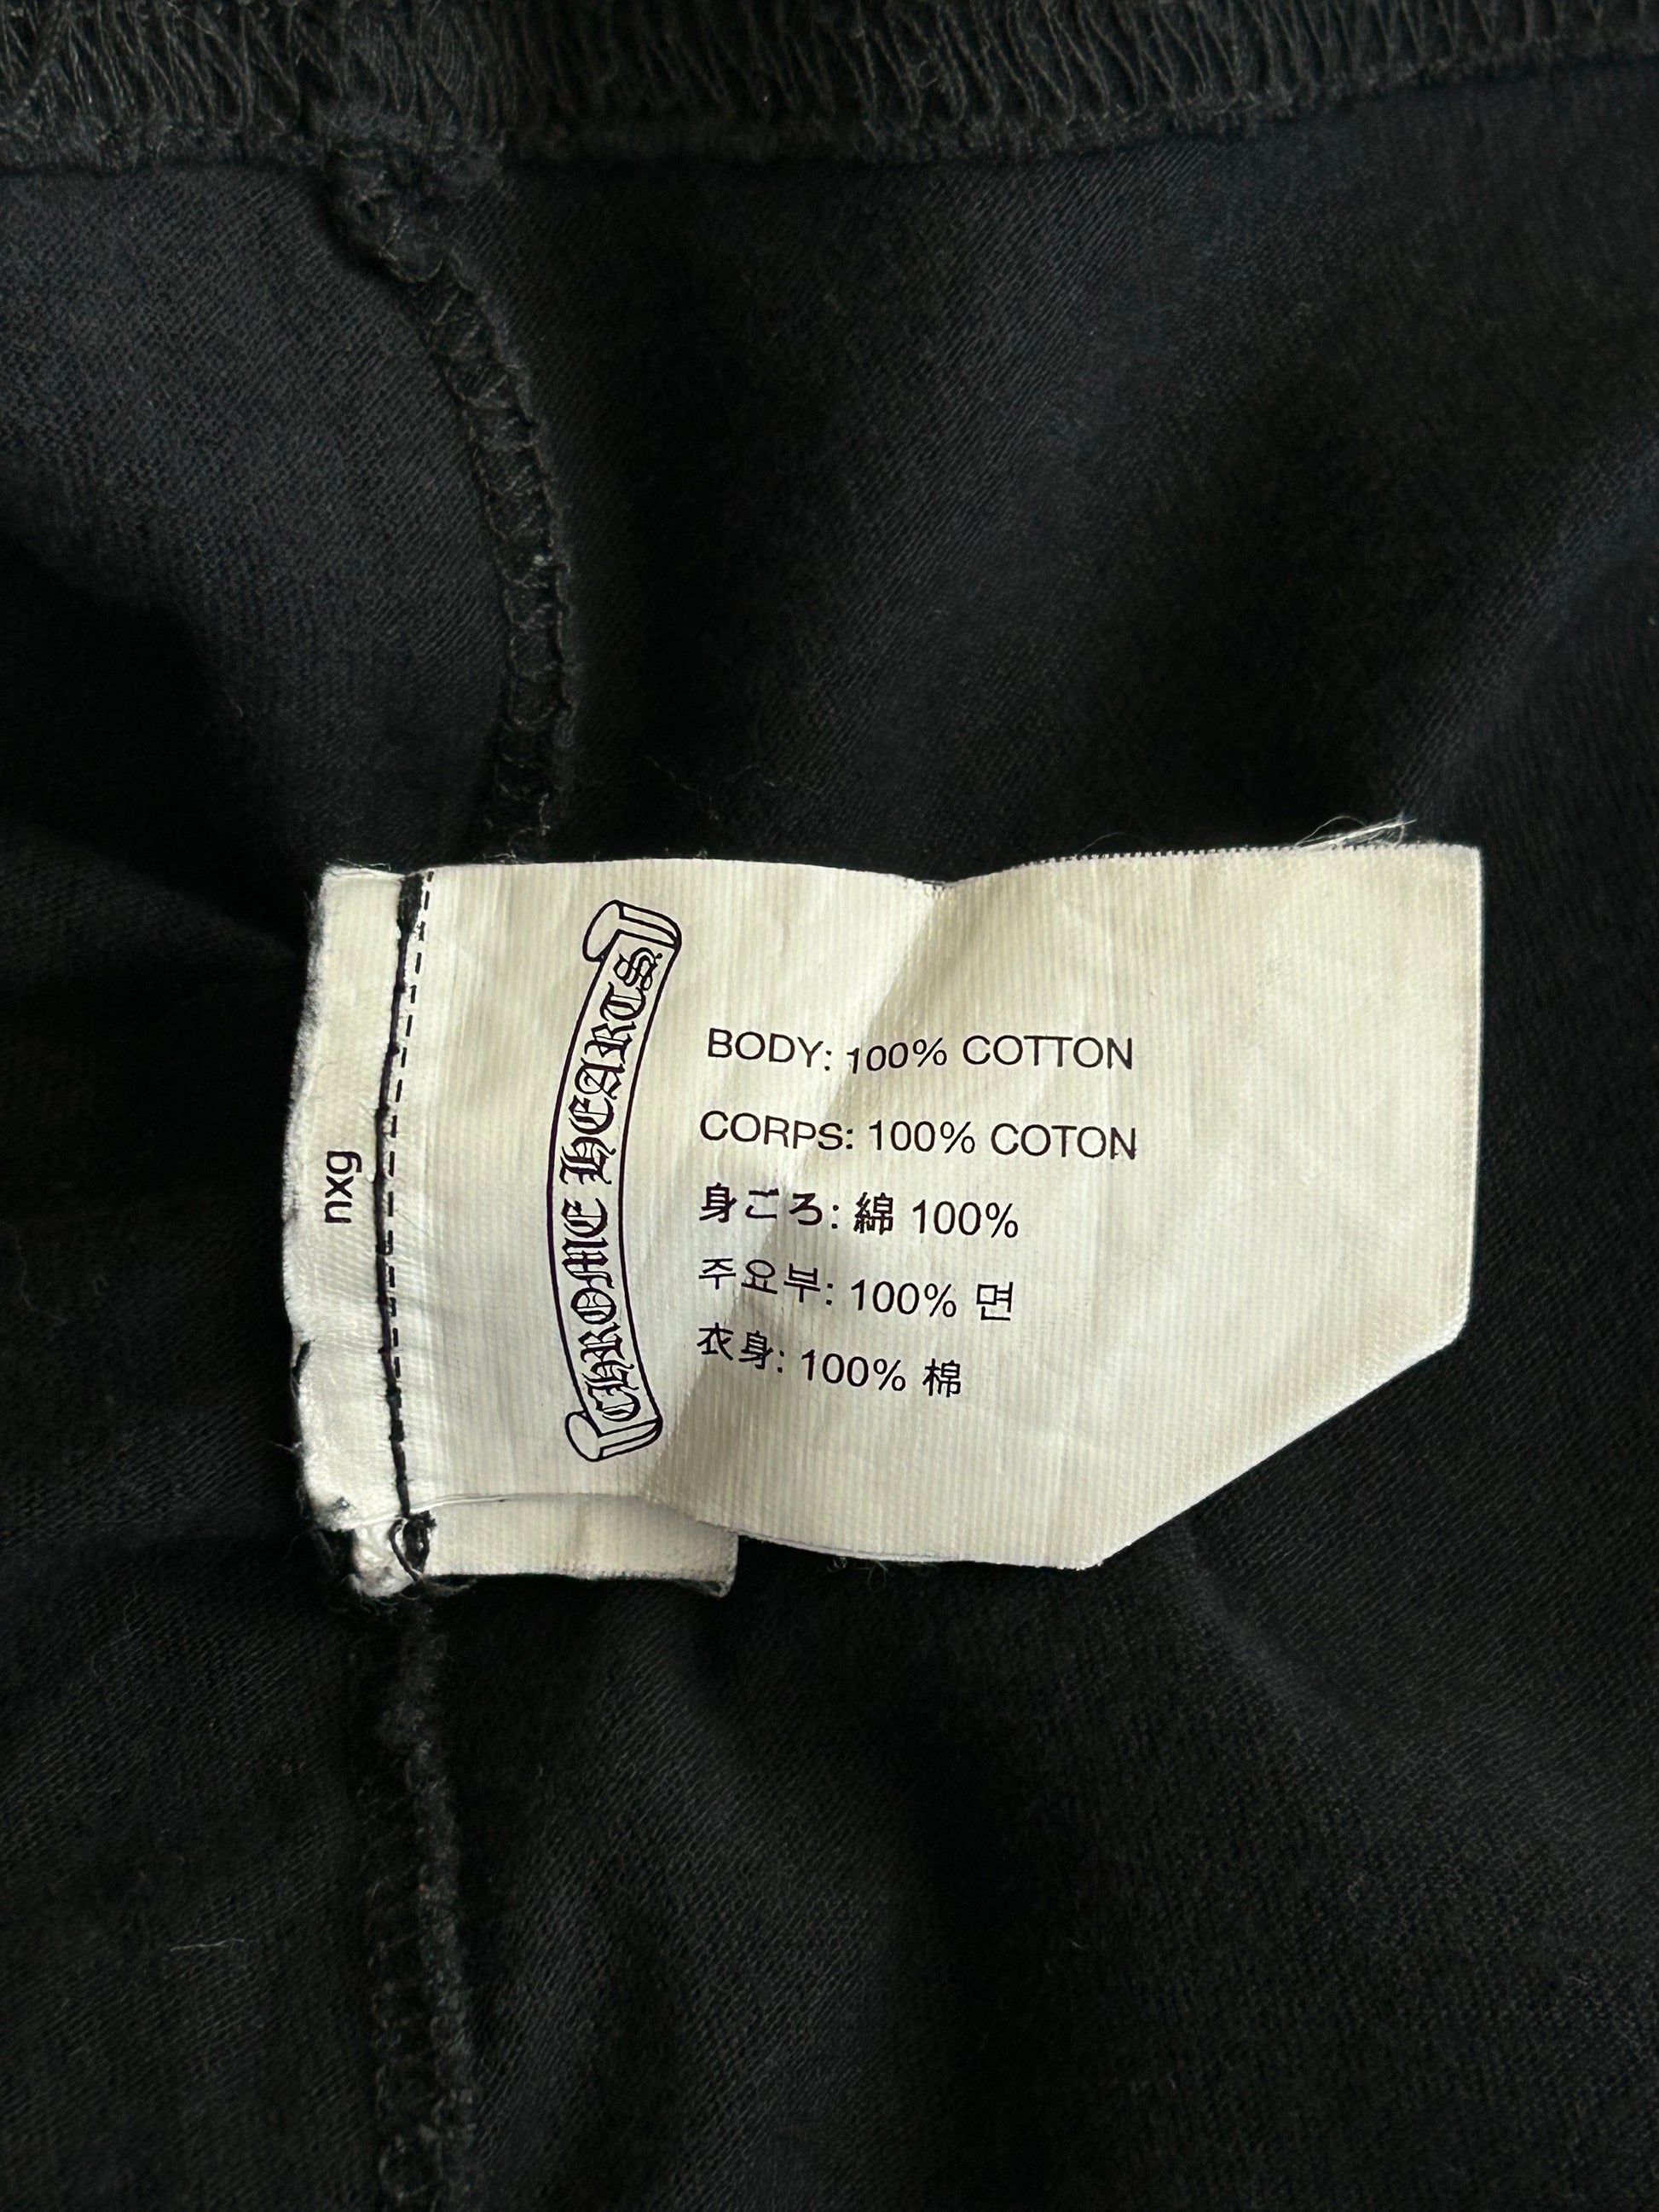 nxg
CHROME HEARTS
BODY: 100% COTTON
CORPS: 100% COTON
身ごろ: 綿 100%
주요부: 100% 면
衣身: 100% 棉